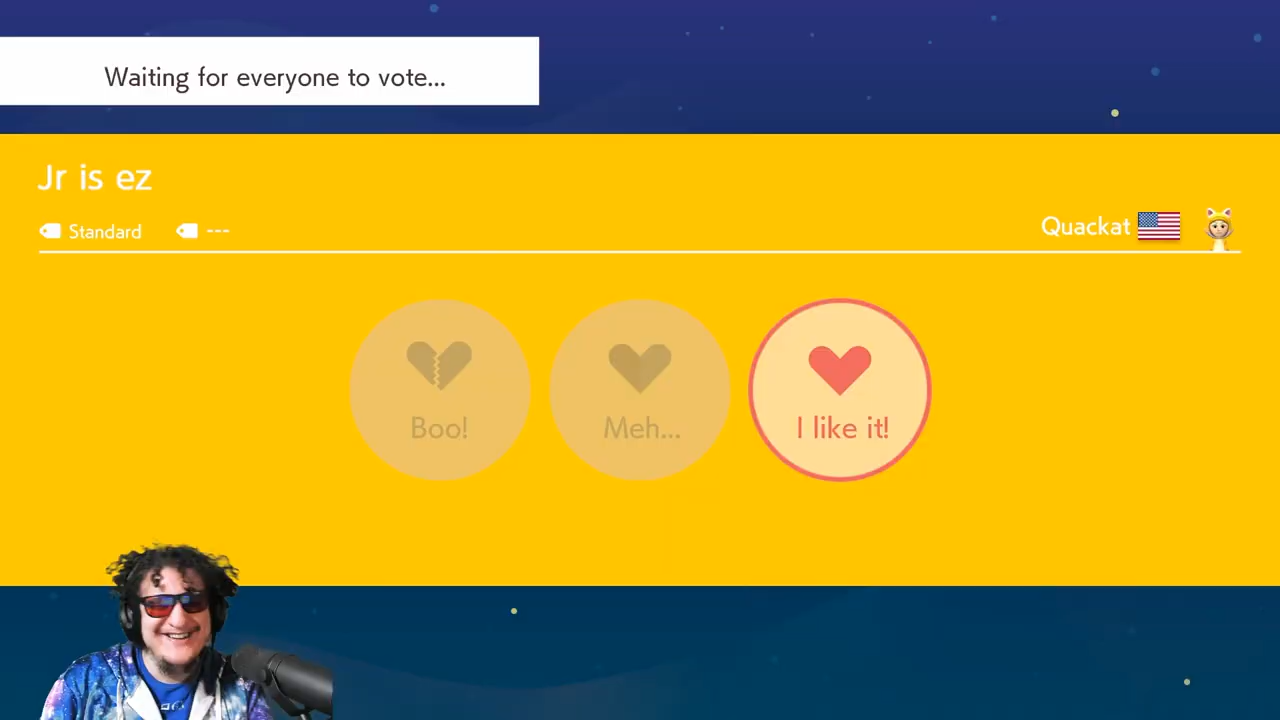 Waiting for everyone to vote...
Jr is ez
Standard ---
Quackat
Boo!
Meh...
I like it!